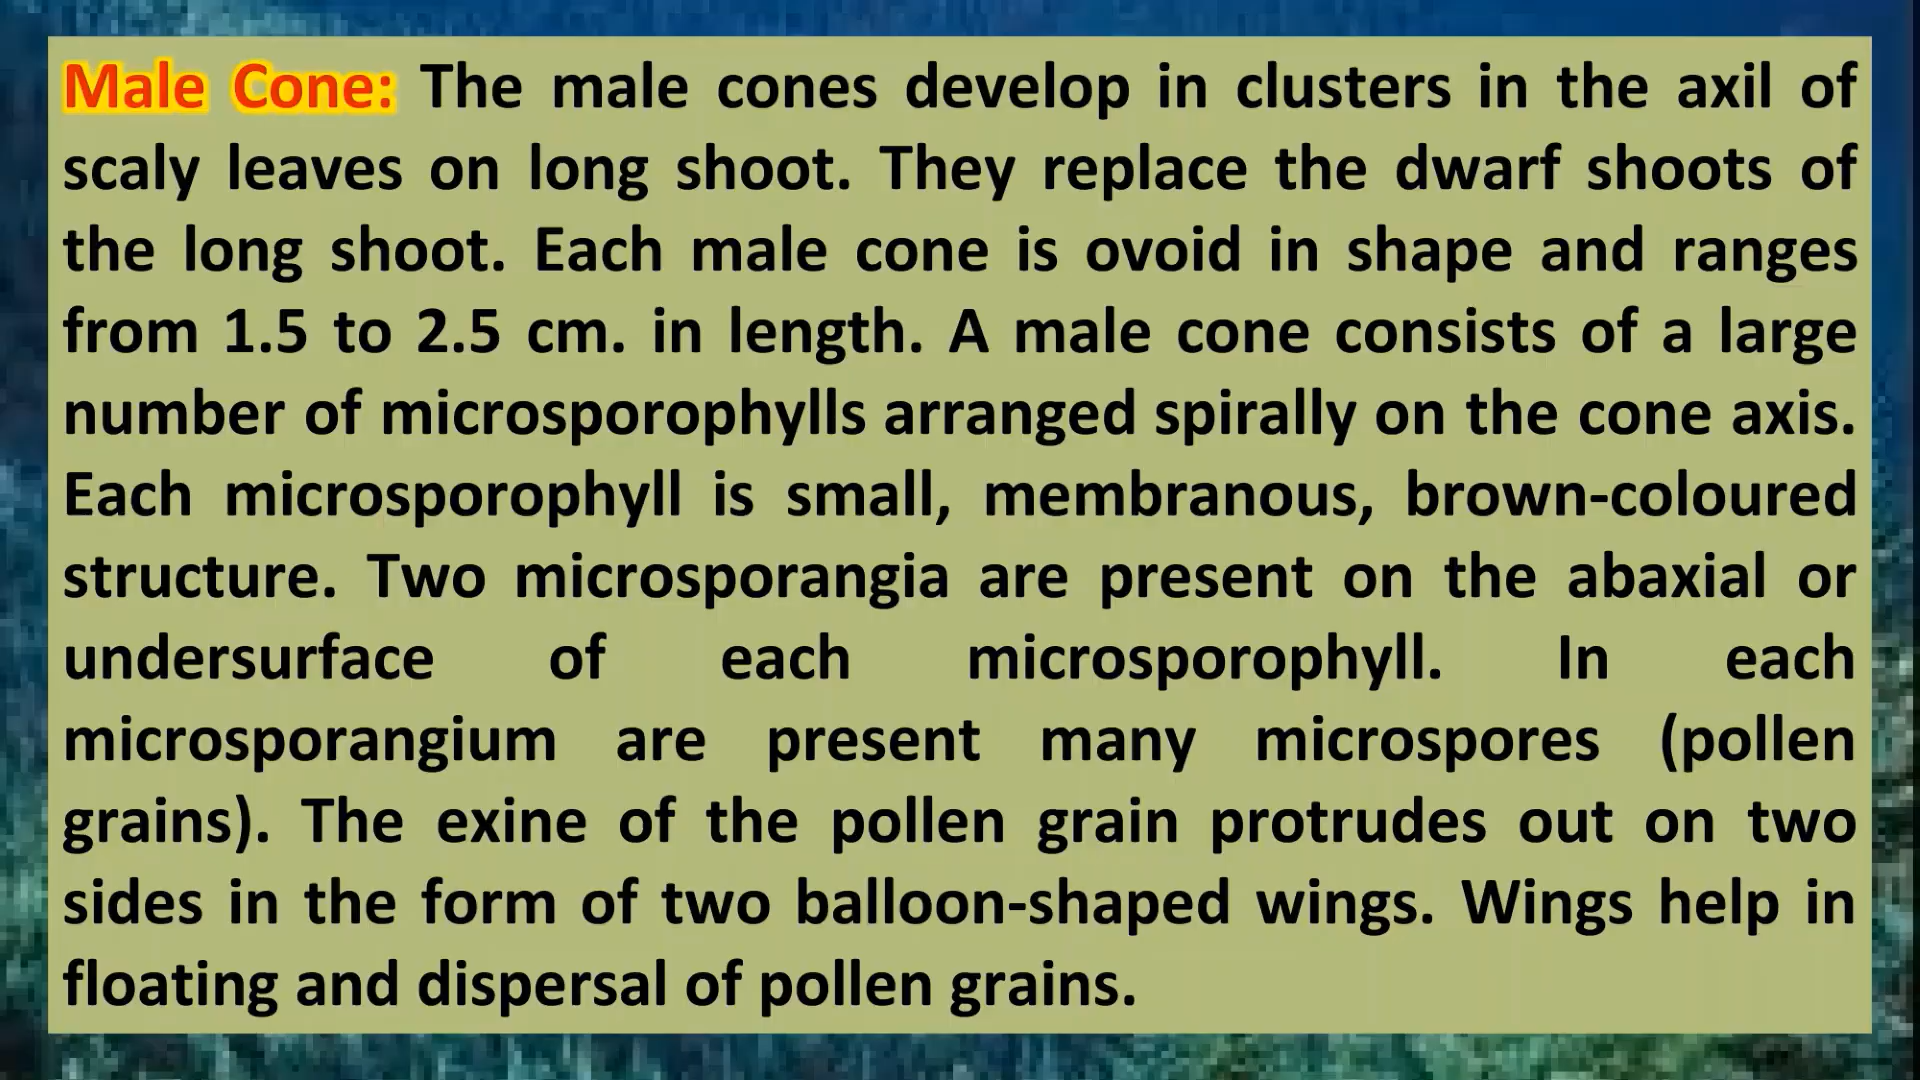 Male Cone: The male cones develop in clusters in the axil of
scaly leaves on long shoot. They replace the dwarf shoots of
the long shoot. Each male cone is ovoid in shape and ranges
from 1.5 to 2.5 cm. in length. A male cone consists of a large
number of microsporophylls arranged spirally on the cone axis.
Each microsporophyll is small, membranous, brown-coloured
structure. Two microsporangia are present on the abaxial or
undersurface of each microsporophyll. In each
microsporangium are present many microspores (pollen
grains). The exine of the pollen grain protrudes out on two
sides in the form of two balloon-shaped wings. Wings help in
floating and dispersal of pollen grains.